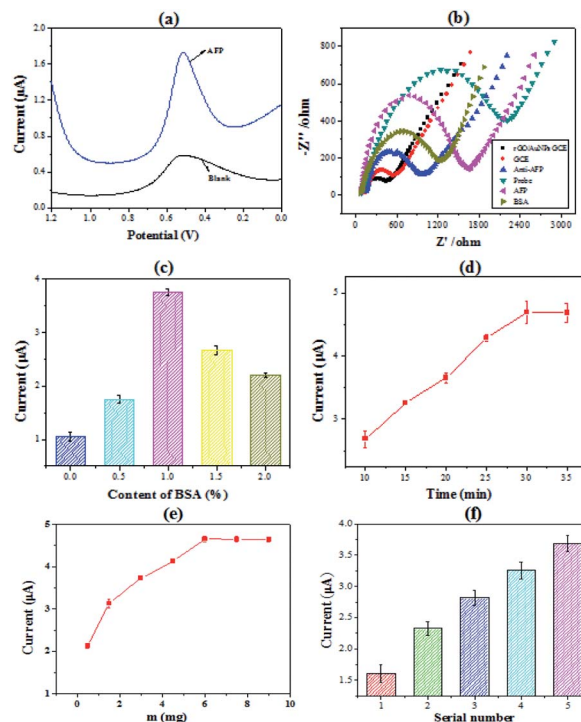 (a)
2.0
1.6
1.2
0.8
0.4
0.0
AFP
Blank
1.2 1.0 0.8 0.6 0.4 0.2 0.0
Potential (V)
Current (μA)
(b)
800
600
400
200
0
0 600 1200 1800 2400 3000
Z' /ohm
-Z'' /ohm
rGO/AuNPs GCE
GCE
Anti-AFP
Probe
AFP
BSA
(c)
4
3
2
1
0.0 0.5 1.0 1.5 2.0
Content of BSA (%)
Current (μA)
(d)
5
4
3
10 15 20 25 30 35
Time (min)
Current (μA)
(e)
5
4
3
2
1
0 2 4 6 8 10
m (mg)
Current (μA)
(f)
4.0
3.5
3.0
2.5
2.0
1.5
1 2 3 4 5
Serial number
Current (μA)